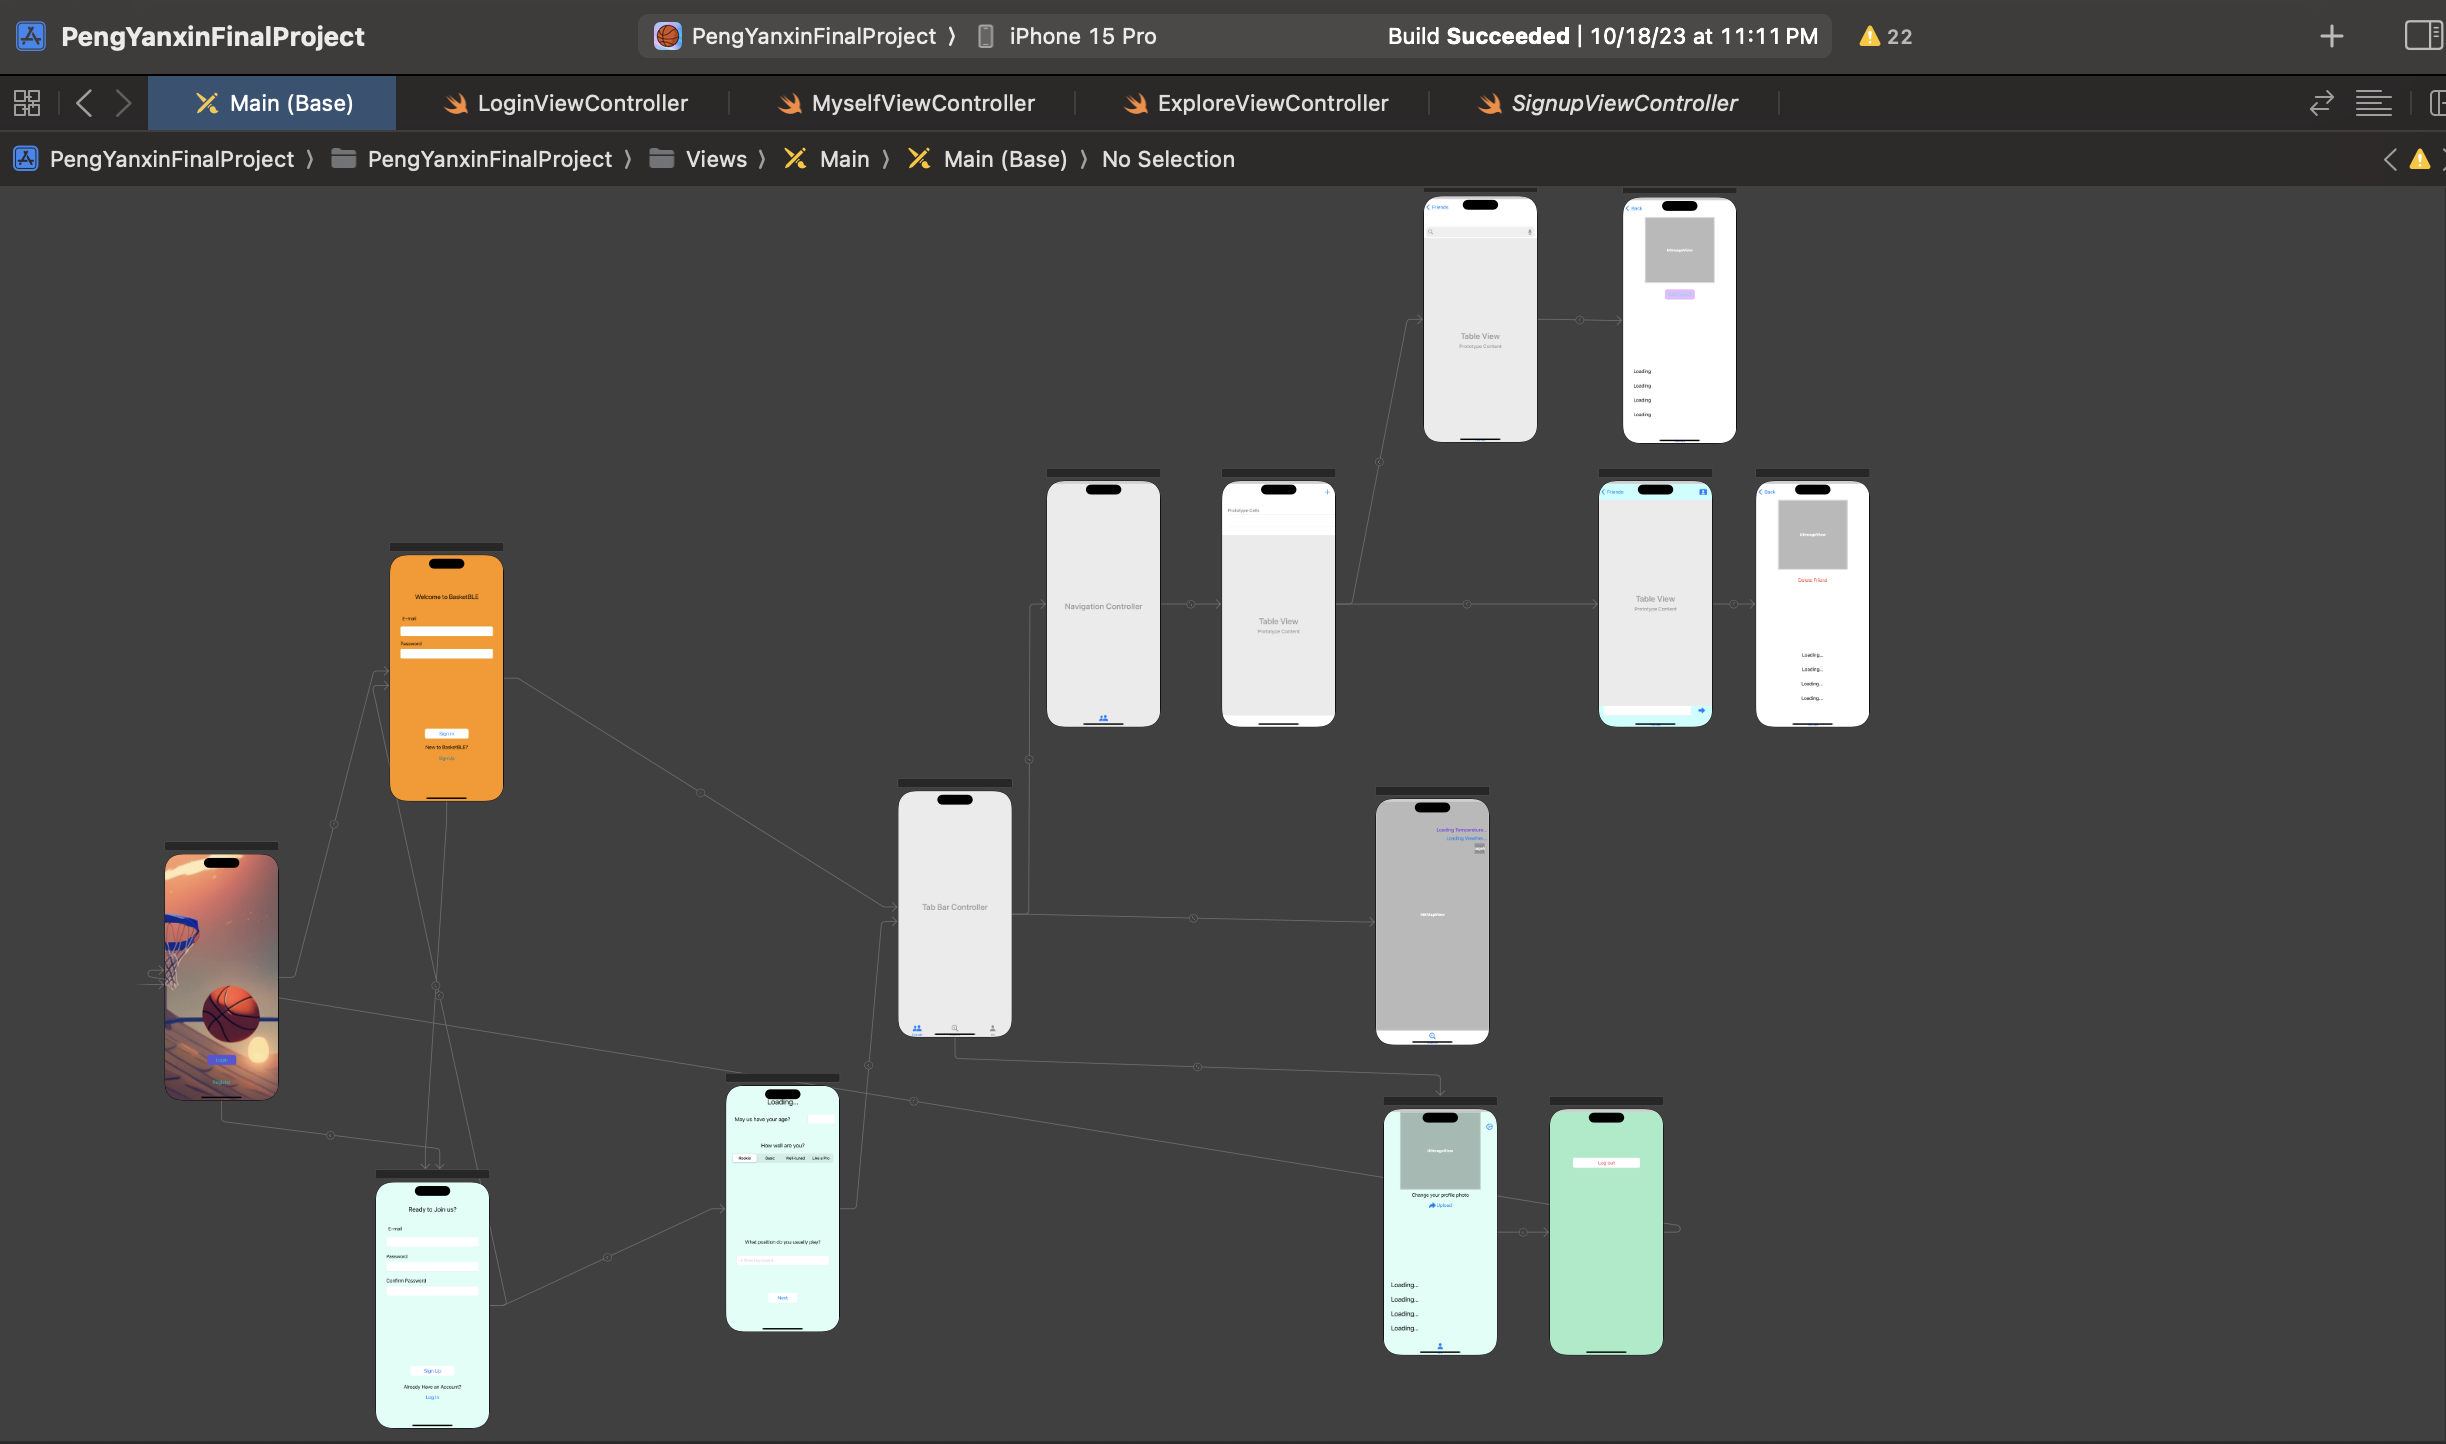 PengYanxinFinalProject
PengYanxinFinalProject 〉 iPhone 15 Pro
Build Succeeded | 10/18/23 at 11:11 PM
22
Main (Base)
LoginViewController
MyselfViewController
ExploreViewController
SignupViewController
PengYanxinFinalProject 〉 PengYanxinFinalProject 〉 Views 〉 Main 〉 Main (Base) 〉 No Selection
Friends
Table View
Prototype Content
Back
Loading
Loading
Loading
Loading
Navigation Controller
Prototype Cells
Table View
Prototype Content
Friends
Table View
Prototype Content
Back
UIImageView
Delete Friend
Loading...
Loading...
Loading...
Loading...
Welcome to BasketBLE
E-mail
Password
Sign In
New to BasketBLE?
Sign up
Tab Bar Controller
Loading Temperature...
Loading Weather...
Login
Loading...
May us have your age?
How well are you?
Rookie
Basic
Well-tuned
Like a Pro
What position do you usually play?
Next
Ready to Join us?
E-mail
Password
Confirm Password
Sign Up
Already Have an Account?
Log In
UIImageView
Change your profile photo
Upload
Loading...
Loading...
Loading...
Loading...
Log out